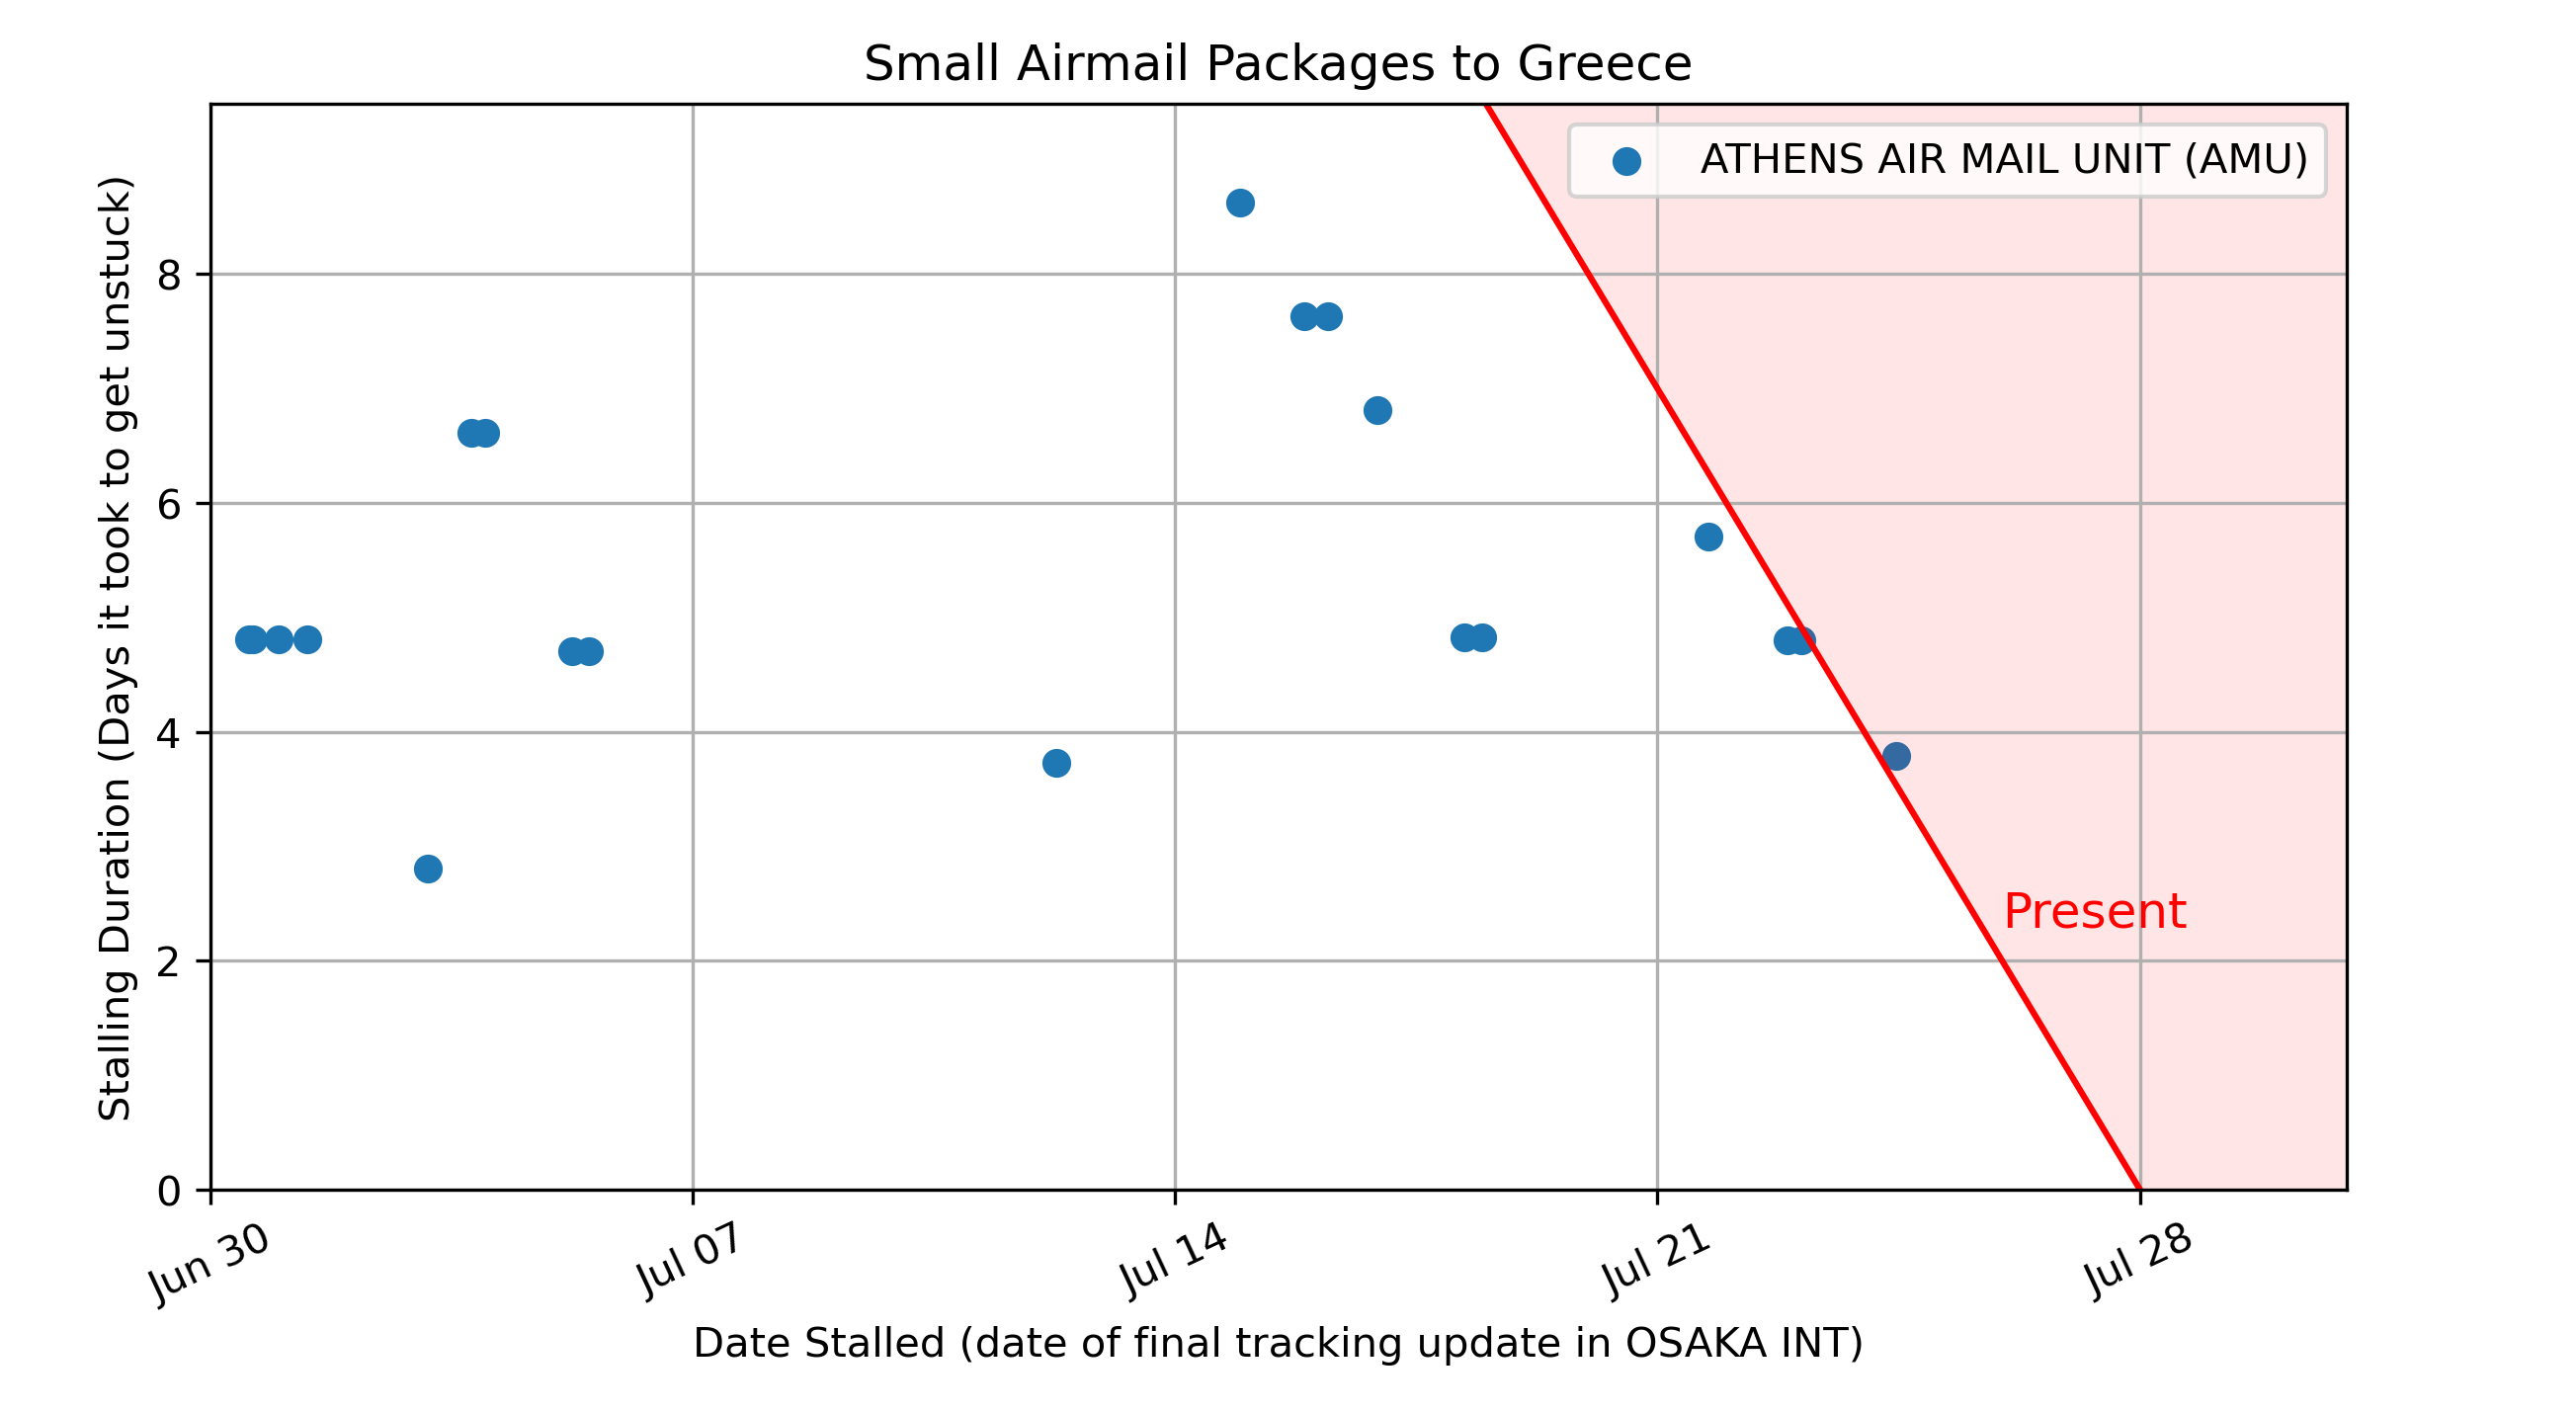 Small Airmail Packages to Greece
ATHENS AIR MAIL UNIT (AMU)
Stalling Duration (Days it took to get unstuck)
8
6
4
2
0
Present
Jun 30
Jul 07
Jul 14
Jul 21
Jul 28
Date Stalled (date of final tracking update in OSAKA INT)